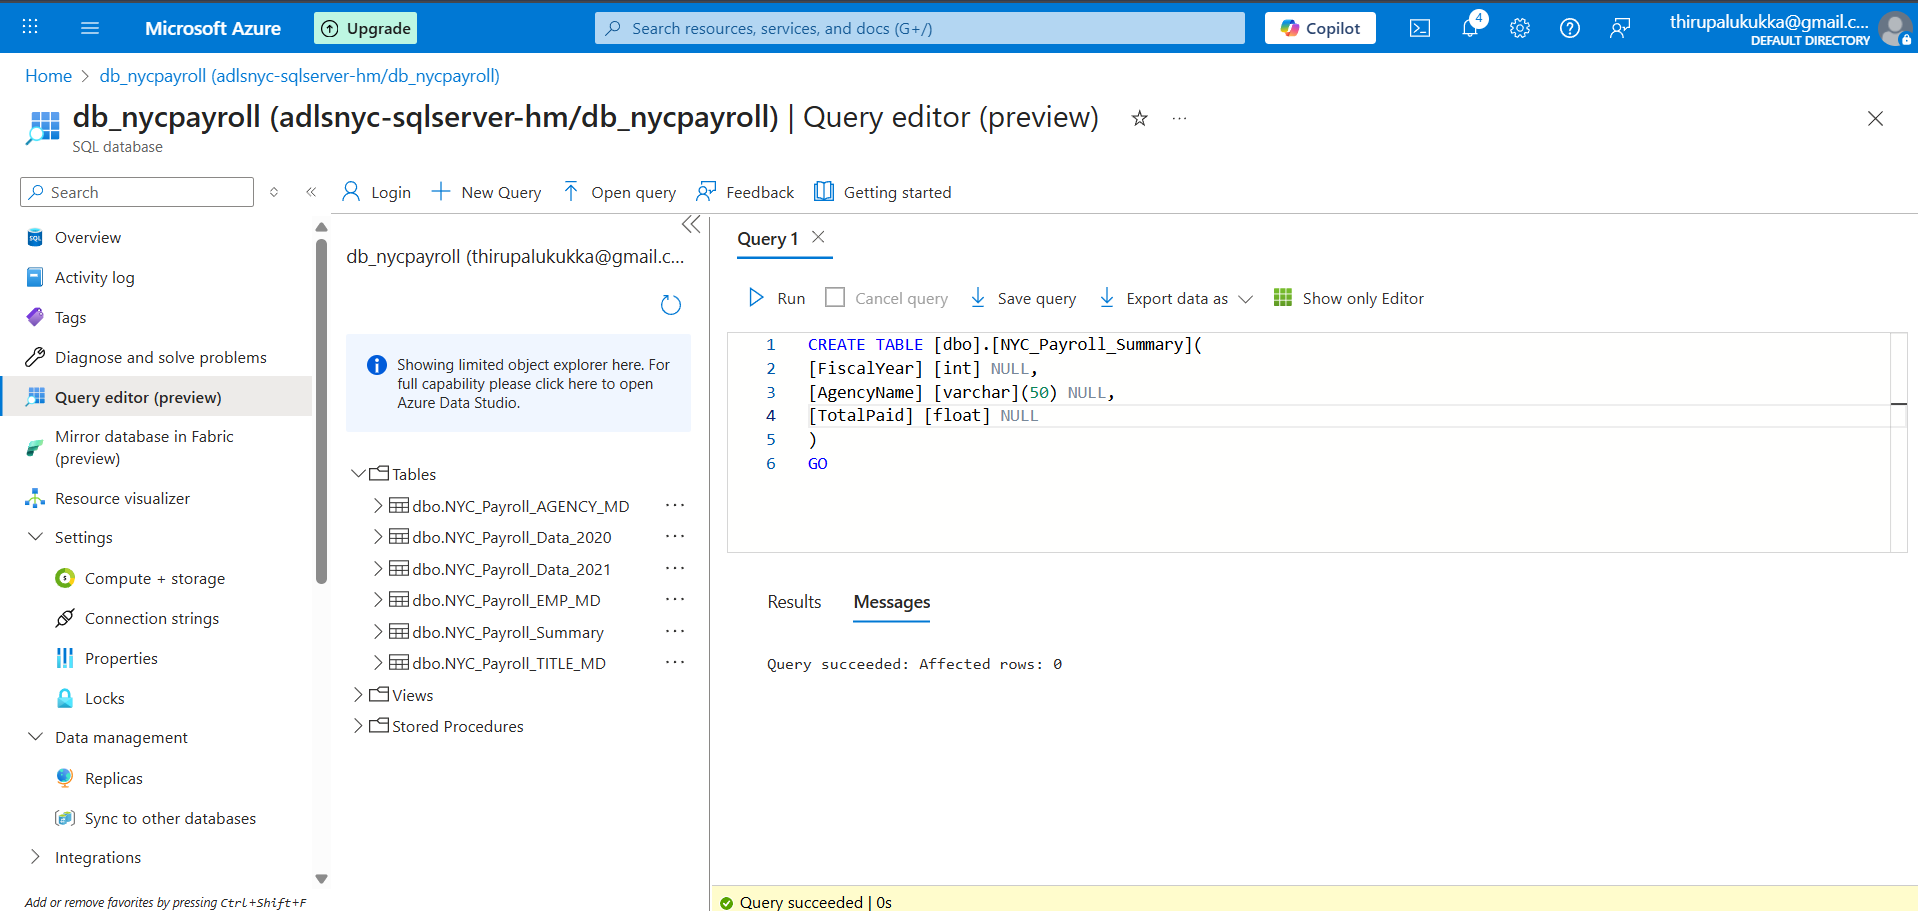 Microsoft Azure
Upgrade
Search resources, services, and docs (G+/)
Copilot
4
thirupalukukka@gmail.c...
DEFAULT DIRECTORY
Home > db_nycpayroll (adlsnyc-sqlserver-hm/db_nycpayroll)
db_nycpayroll (adlsnyc-sqlserver-hm/db_nycpayroll) | Query editor (preview)
SQL database
Search
Login
New Query
Open query
Feedback
Getting started
Overview
Activity log
Tags
Diagnose and solve problems
Query editor (preview)
Mirror database in Fabric
(preview)
Resource visualizer
Settings
Compute + storage
Connection strings
Properties
Locks
Data management
Replicas
Sync to other databases
Integrations
Add or remove favorites by pressing Ctrl+Shift+F
db_nycpayroll (thirupalukukka@gmail.c...
Showing limited object explorer here. For
full capability please click here to open
Azure Data Studio.
Tables
dbo.NYC_Payroll_AGENCY_MD
dbo.NYC_Payroll_Data_2020
dbo.NYC_Payroll_Data_2021
dbo.NYC_Payroll_EMP_MD
dbo.NYC_Payroll_Summary
dbo.NYC_Payroll_TITLE_MD
Views
Stored Procedures
Query 1
Run
Cancel query
Save query
Export data as
Show only Editor
1 CREATE TABLE [dbo].[NYC_Payroll_Summary](
2 [FiscalYear] [int] NULL,
3 [AgencyName] [varchar](50) NULL,
4 [TotalPaid] [float] NULL
5 )
6 GO
Results
Messages
Query succeeded: Affected rows: 0
Query succeeded | 0s